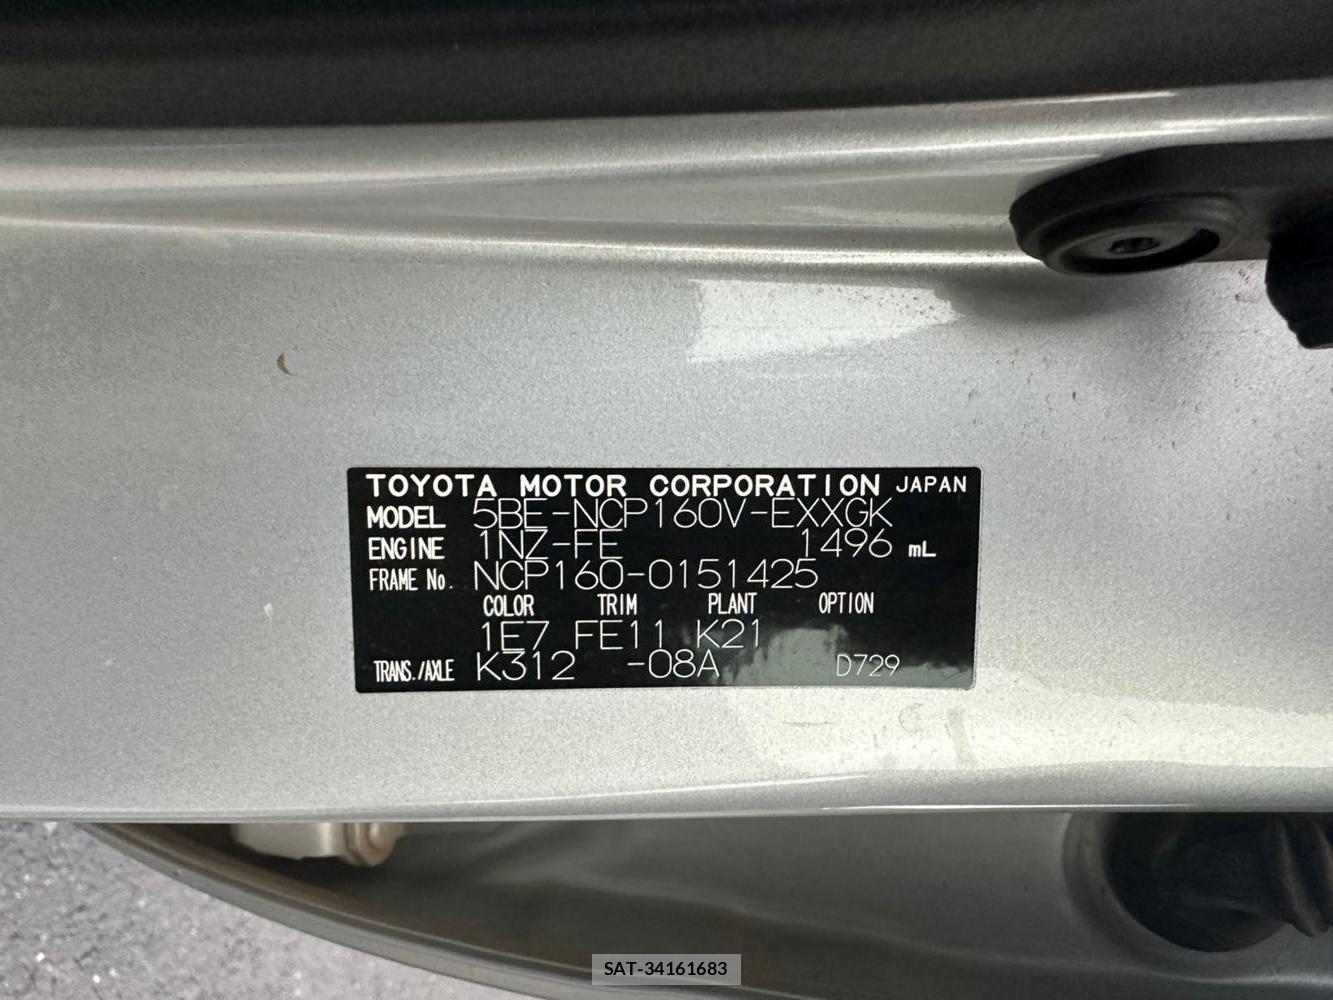 TOYOTA MOTOR CORPORATION JAPAN
MODEL 5BE-NCP160V-EXXGK
ENGINE 1NZ-FE 1496 mL
FRAME No. NCP160-0151425
COLOR TRIM PLANT OPTION
1E7 FE11 K21
TRANS./AXLE K312 -08A D729
SAT-34161683